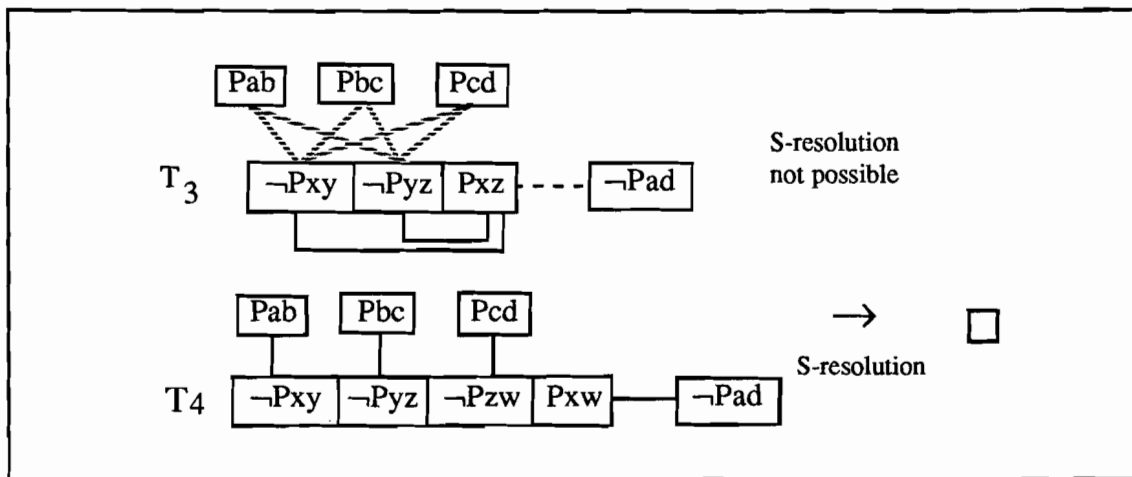 Pab Pbc Pcd
S-resolution
not possible
T3 ¬Pxy ¬Pyz Pxz ¬Pad
Pab Pbc Pcd →
S-resolution
T4 ¬Pxy ¬Pyz ¬Pzw Pxw ¬Pad